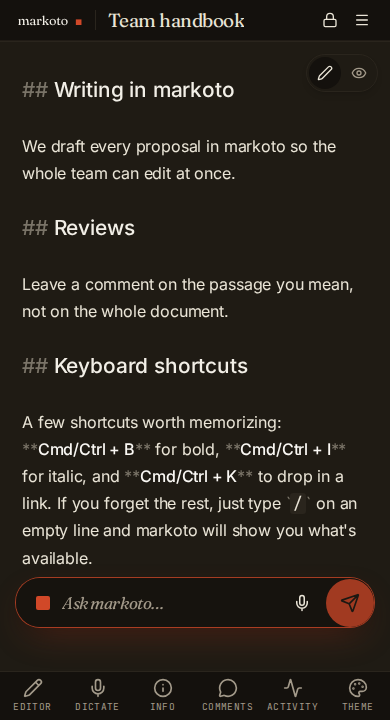 markoto
Team handbook
## Writing in markoto
We draft every proposal in markoto so the
whole team can edit at once.
## Reviews
Leave a comment on the passage you mean,
not on the whole document.
## Keyboard shortcuts
A few shortcuts worth memorizing:
**Cmd/Ctrl + B** for bold, **Cmd/Ctrl + I**
for italic, and **Cmd/Ctrl + K** to drop in a
link. If you forget the rest, just type `/` on an
empty line and markoto will show you what's
available.
Ask markoto...
EDITOR DICTATE INFO COMMENTS ACTIVITY THEME